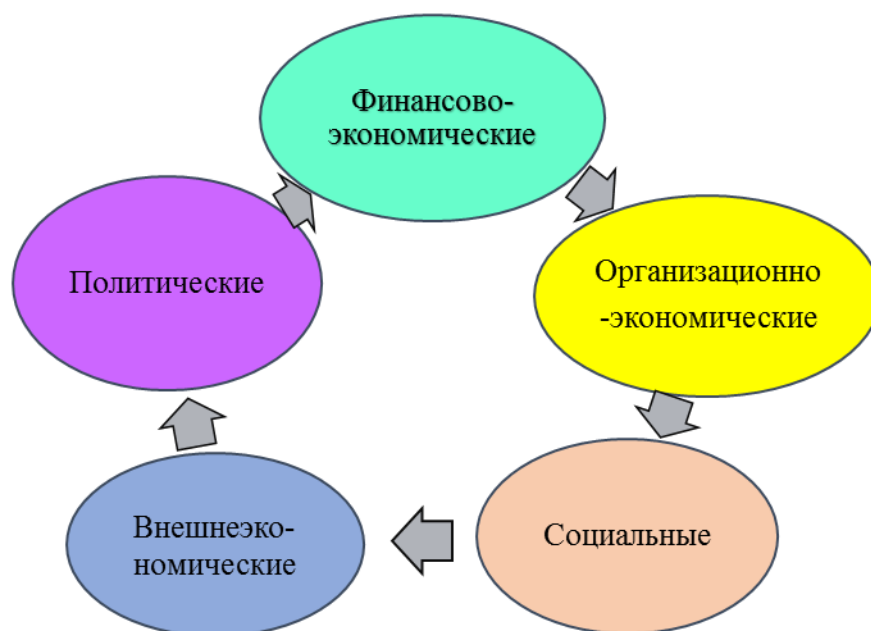 Финансово-
экономические
Организационно
-экономические
Социальные
Внешнеэко-
номические
Политические